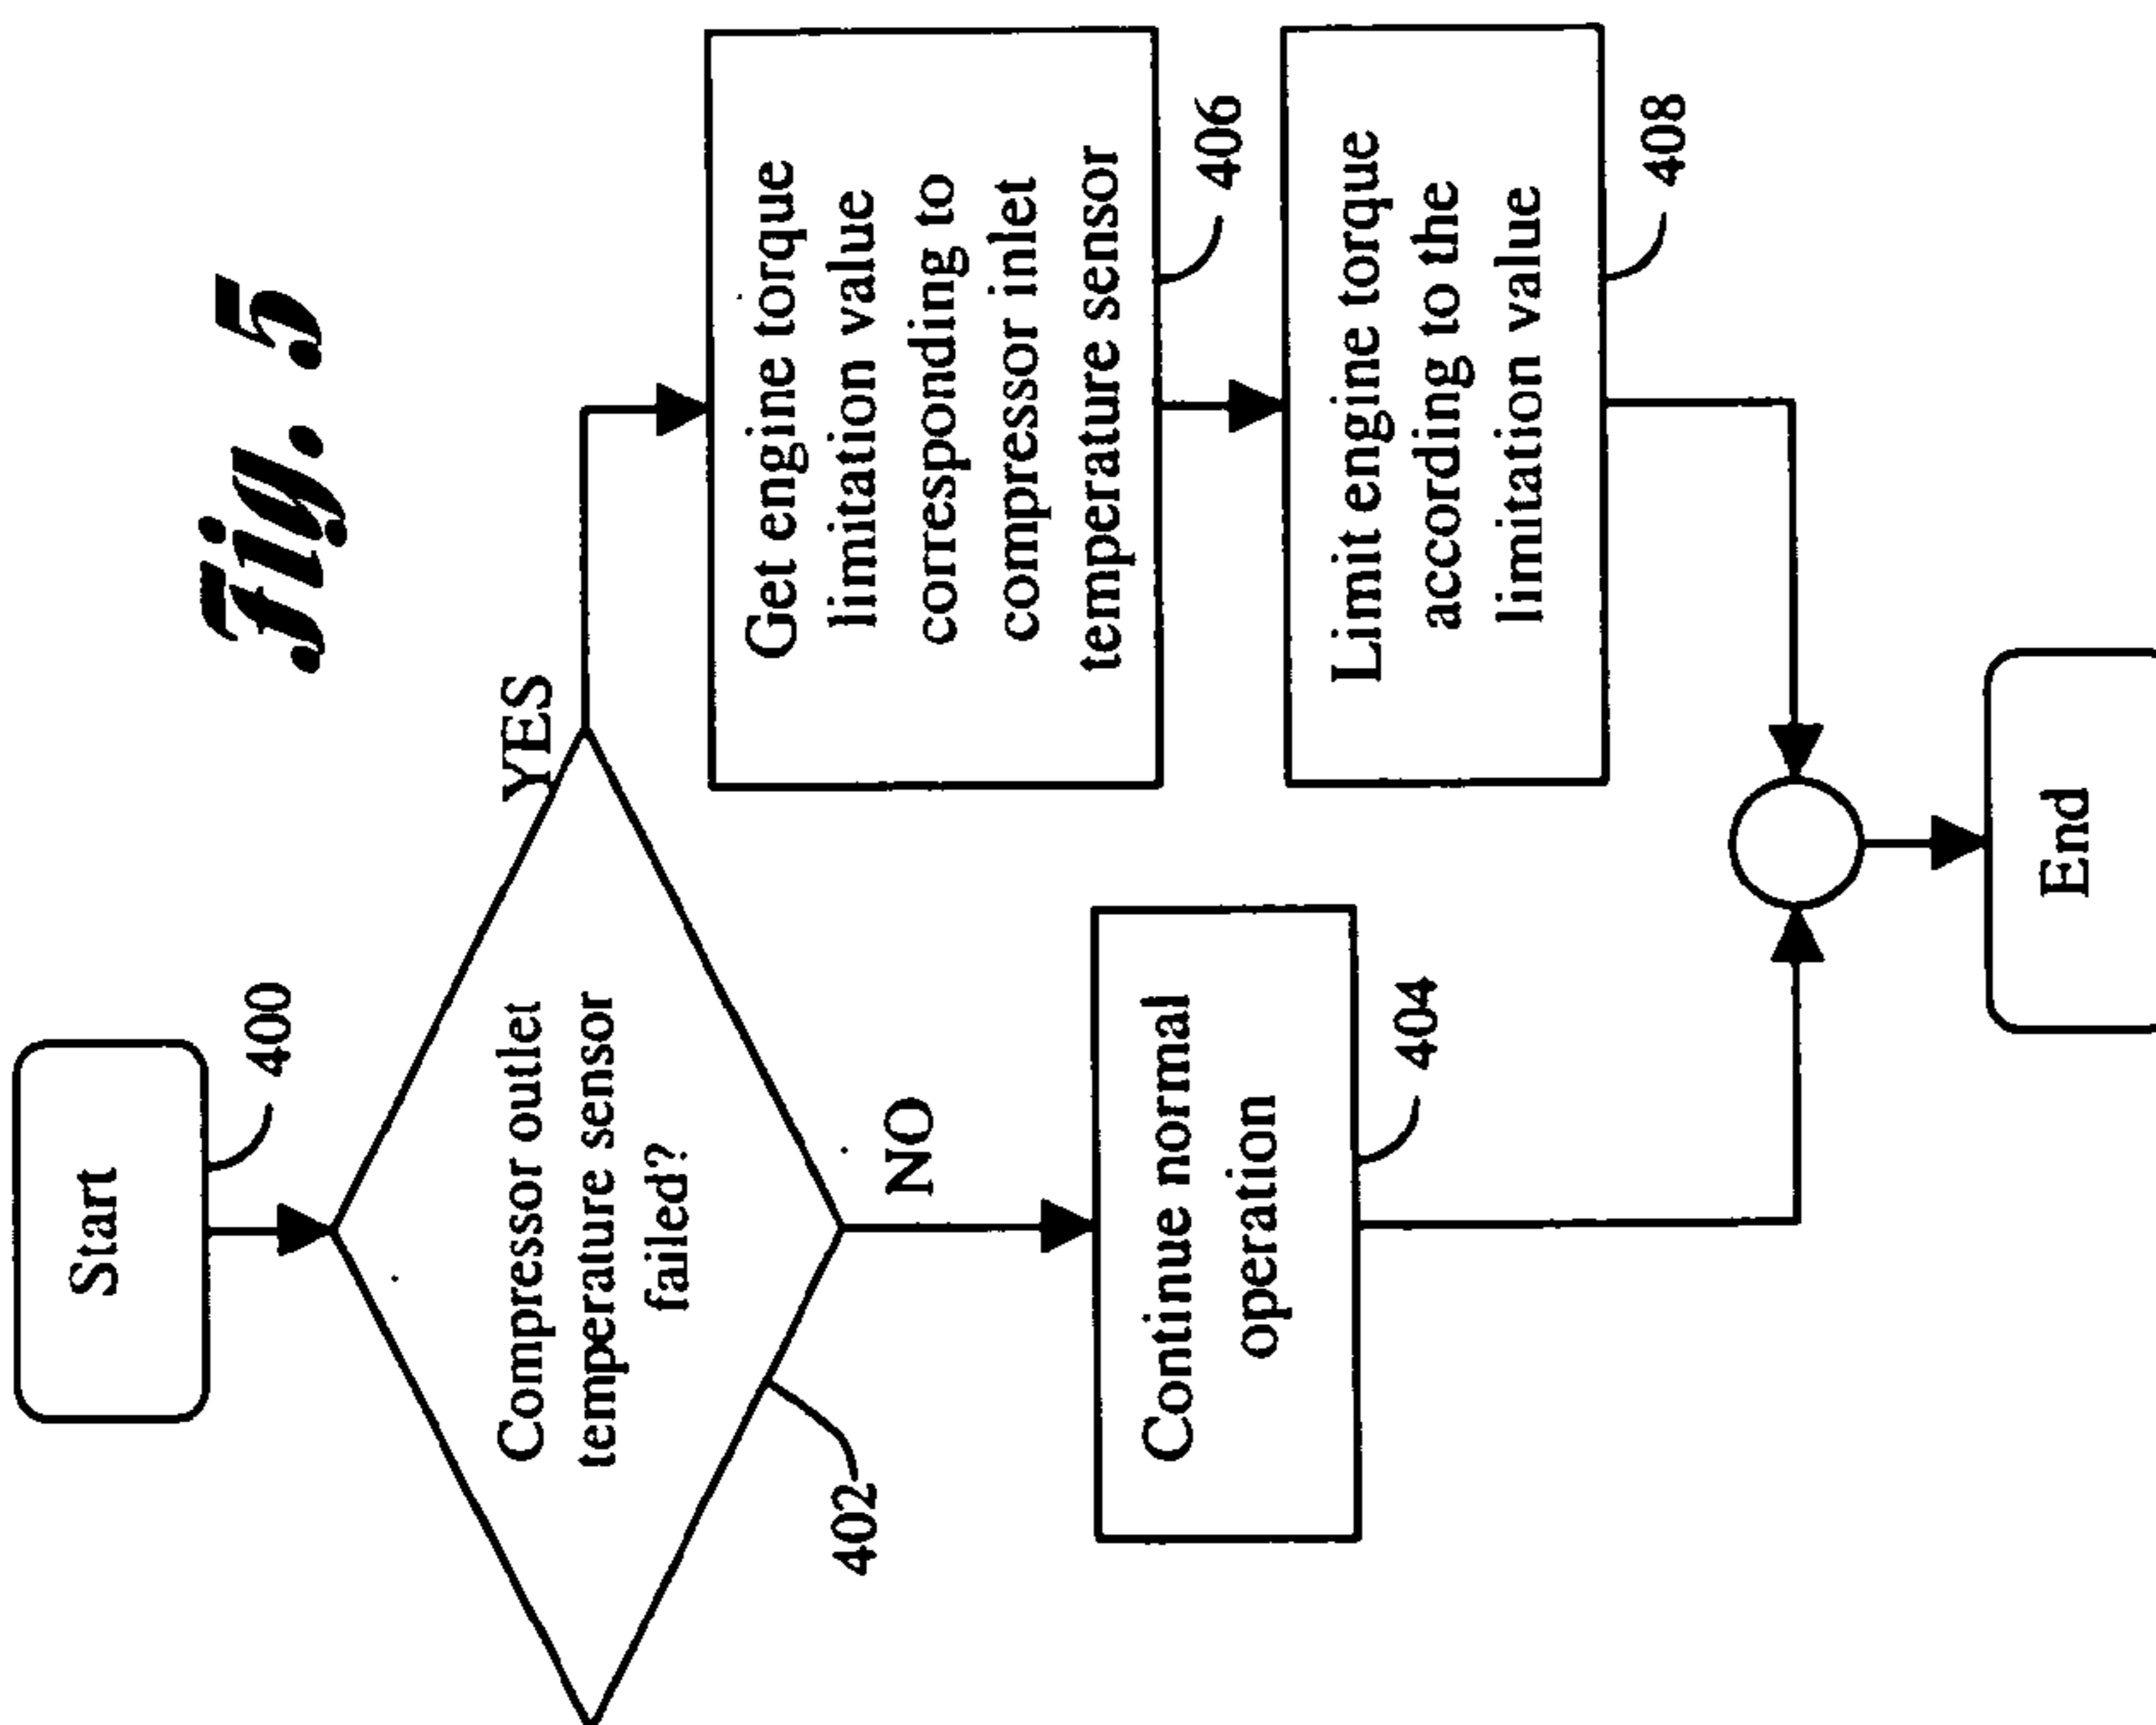 Fig. 5
Start
400
Compressor outlet
temperature sensor
failed?
402
YES
NO
Get engine torque
limitation value
corresponding to
compressor inlet
temperature sensor
406
Continue normal
operation
404
Limit engine torque
according to the
limitation value
408
End